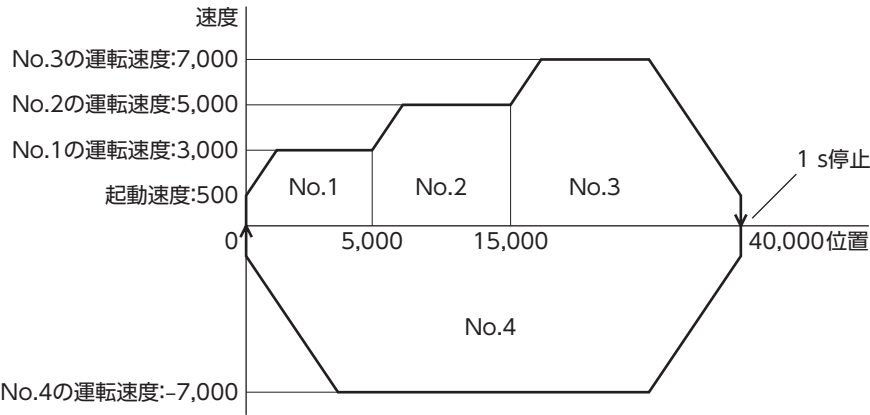 速度
No.3の運転速度:7,000
No.2の運転速度:5,000
No.1の運転速度:3,000
起動速度:500
No.1
No.2
No.3
1 s停止
0
5,000
15,000
40,000位置
No.4
No.4の運転速度:–7,000